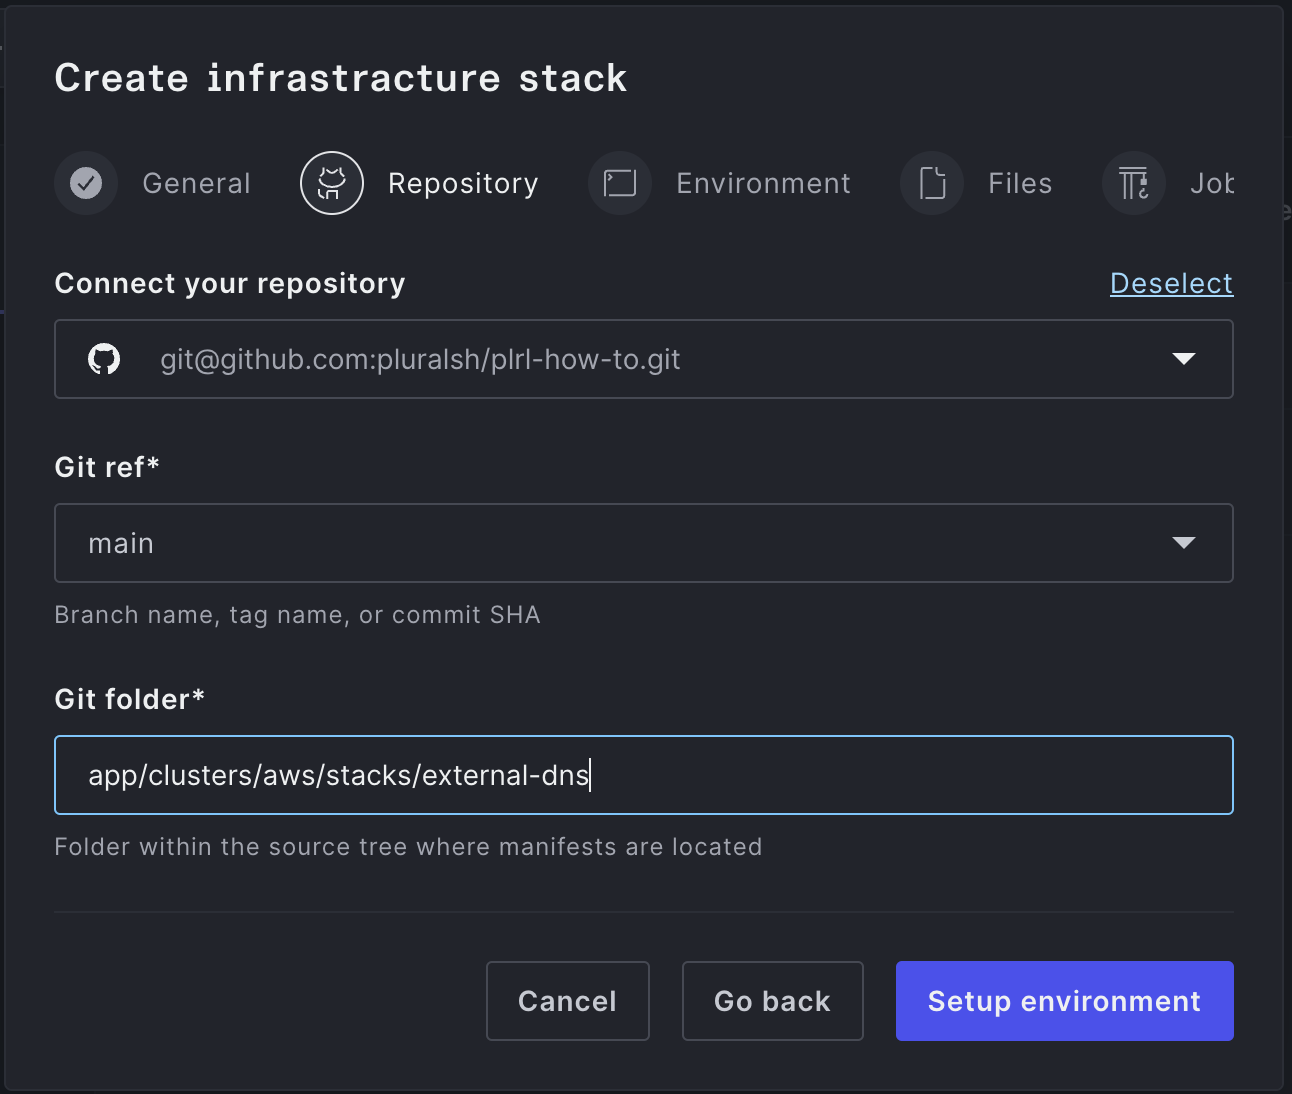 Create infrastracture stack
General Repository Environment Files Job
Connect your repository Deselect
git@github.com:pluralsh/plrl-how-to.git
Git ref*
main
Branch name, tag name, or commit SHA
Git folder*
app/clusters/aws/stacks/external-dns
Folder within the source tree where manifests are located
Cancel Go back Setup environment